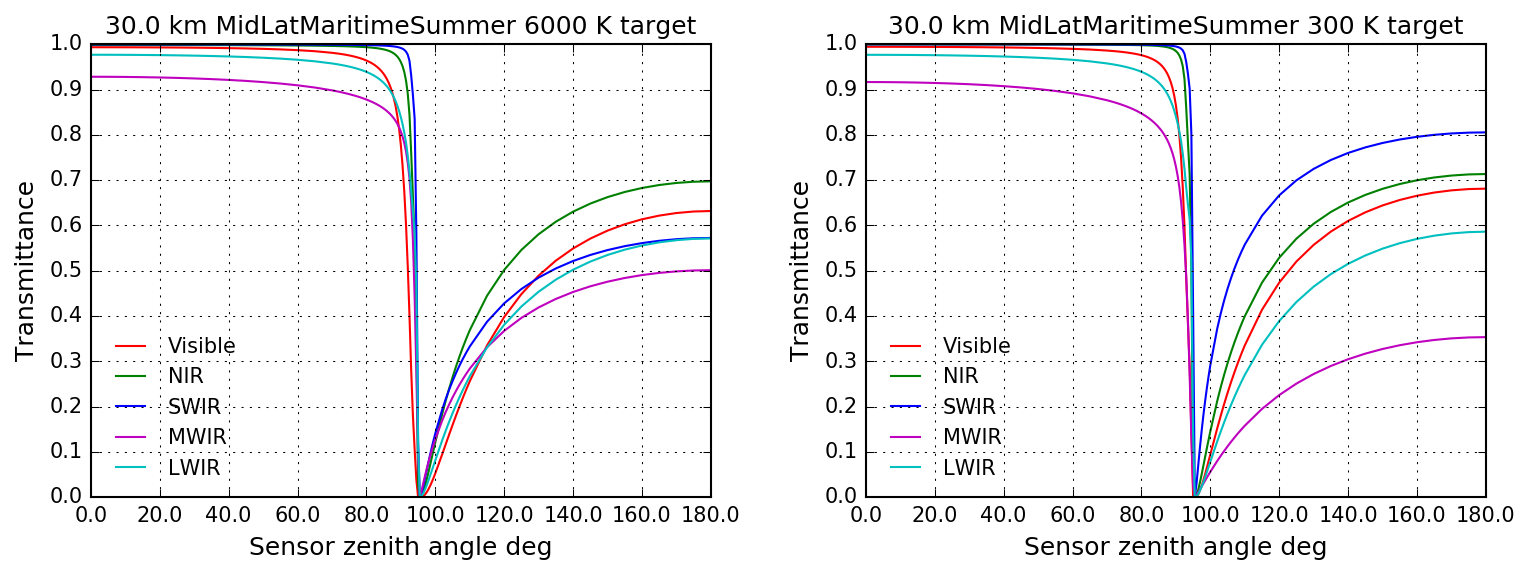 30.0 km MidLatMaritimeSummer 6000 K target
1.0
0.9
0.8
0.7
0.6
0.5
0.4
0.3
0.2
0.1
0.0
Transmittance
Visible
NIR
SWIR
MWIR
LWIR
0.0 20.0 40.0 60.0 80.0 100.0 120.0 140.0 160.0 180.0
Sensor zenith angle deg
30.0 km MidLatMaritimeSummer 300 K target
1.0
0.9
0.8
0.7
0.6
0.5
0.4
0.3
0.2
0.1
0.0
Transmittance
Visible
NIR
SWIR
MWIR
LWIR
0.0 20.0 40.0 60.0 80.0 100.0 120.0 140.0 160.0 180.0
Sensor zenith angle deg